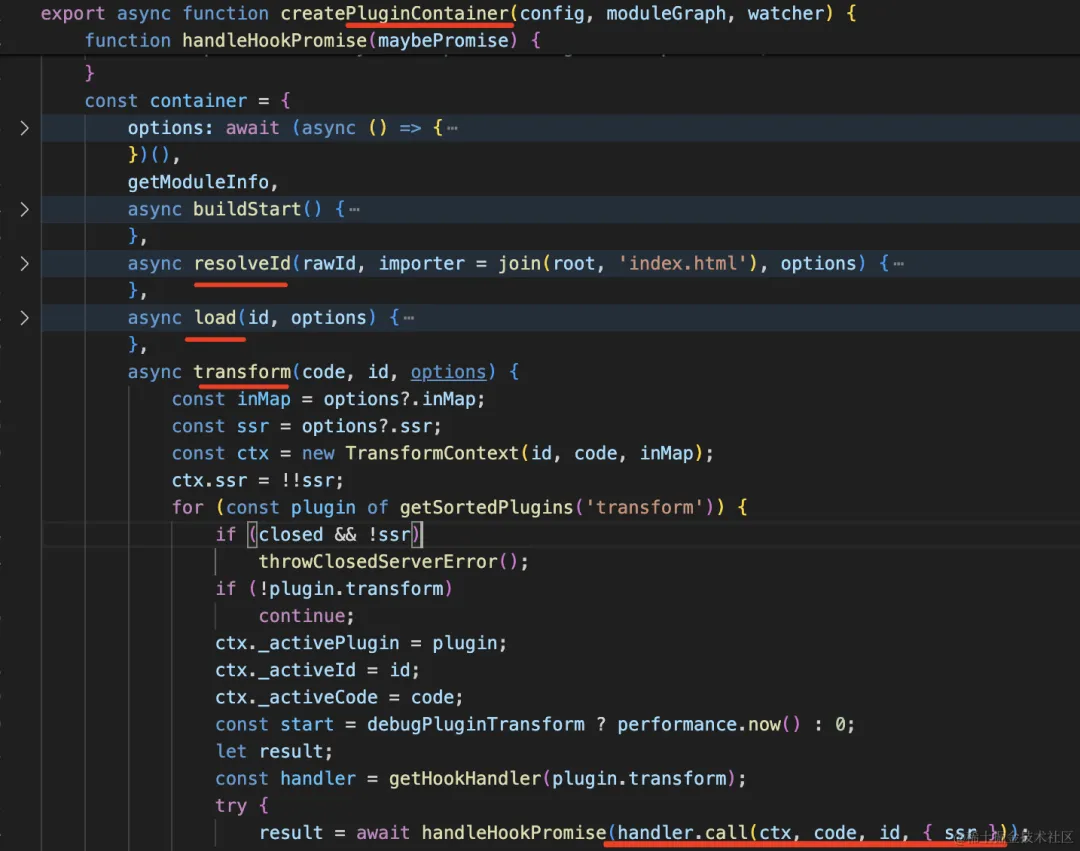 export async function createPluginContainer(config, moduleGraph, watcher) {
function handleHookPromise(maybePromise) {
}
const container = {
options: await (async () => {…
})(),
getModuleInfo,
async buildStart() {…
},
async resolveId(rawId, importer = join(root, 'index.html'), options) {…
},
async load(id, options) {…
},
async transform(code, id, options) {
const inMap = options?.inMap;
const ssr = options?.ssr;
const ctx = new TransformContext(id, code, inMap);
ctx.ssr = !!ssr;
for (const plugin of getSortedPlugins('transform')) {
if (closed && !ssr)
throwClosedServerError();
if (!plugin.transform)
continue;
ctx._activePlugin = plugin;
ctx._activeId = id;
ctx._activeCode = code;
const start = debugPluginTransform ? performance.now() : 0;
let result;
const handler = getHookHandler(plugin.transform);
try {
result = await handleHookPromise(handler.call(ctx, code, id, { ssr }));
@稀土掘金技术社区